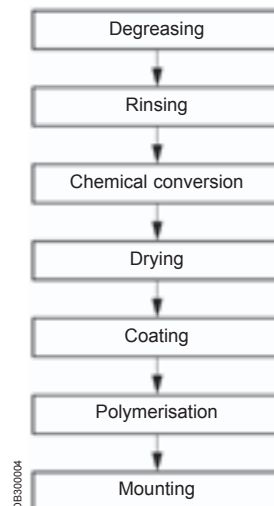 Degreasing
Rinsing
Chemical conversion
Drying
Coating
Polymerisation
Mounting
DB300004